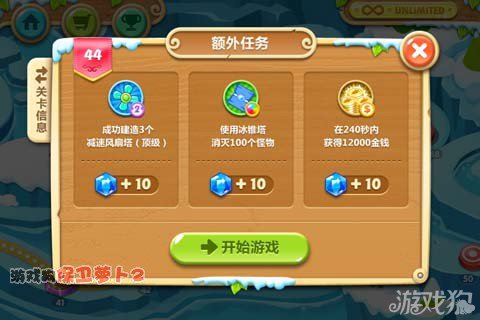 UNLIMITED
额外任务
44
关卡信息
2
$
成功建造3个
减速风扇塔（顶级）
使用冰锥塔
消灭100个怪物
在240秒内
获得12000金钱
+10
+10
+10
开始游戏
游戏狗保卫萝卜2
41
50
游戏狗